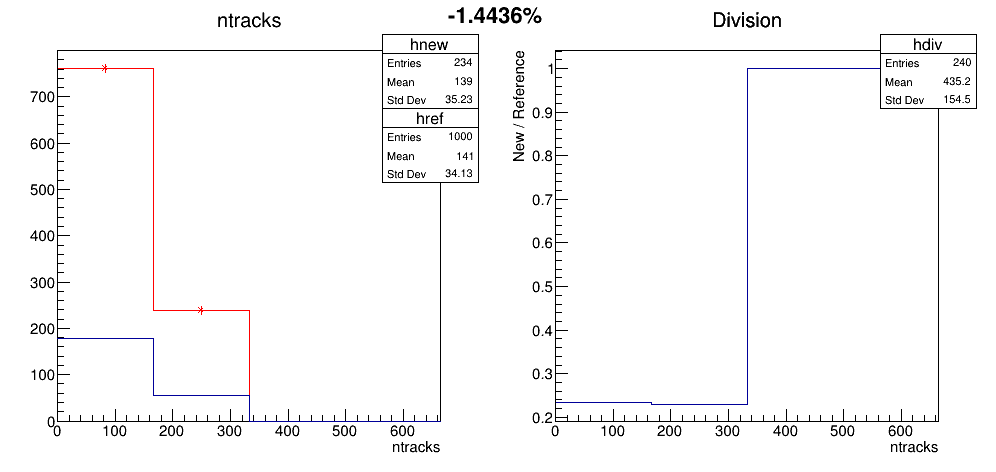 -1.4436%
ntracks
hnew
Entries 234
Mean 139
Std Dev 35.23
href
Entries 1000
Mean 141
Std Dev 34.13
700
600
500
400
300
200
100
0
0 100 200 300 400 500 600
ntracks
Division
hdiv
Entries 240
Mean 435.2
Std Dev 154.5
New / Reference
1
0.9
0.8
0.7
0.6
0.5
0.4
0.3
0.2
0 100 200 300 400 500 600
ntracks